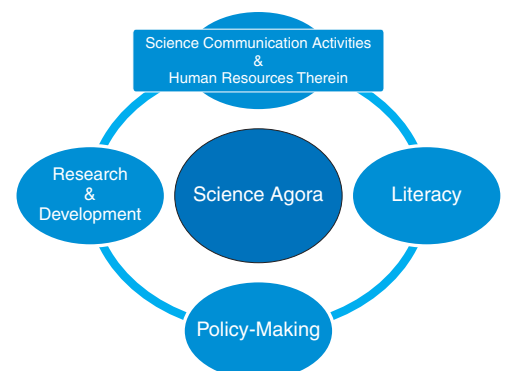 Science Communication Activities
&
Human Resources Therein
Research
&
Development
Science Agora
Literacy
Policy-Making